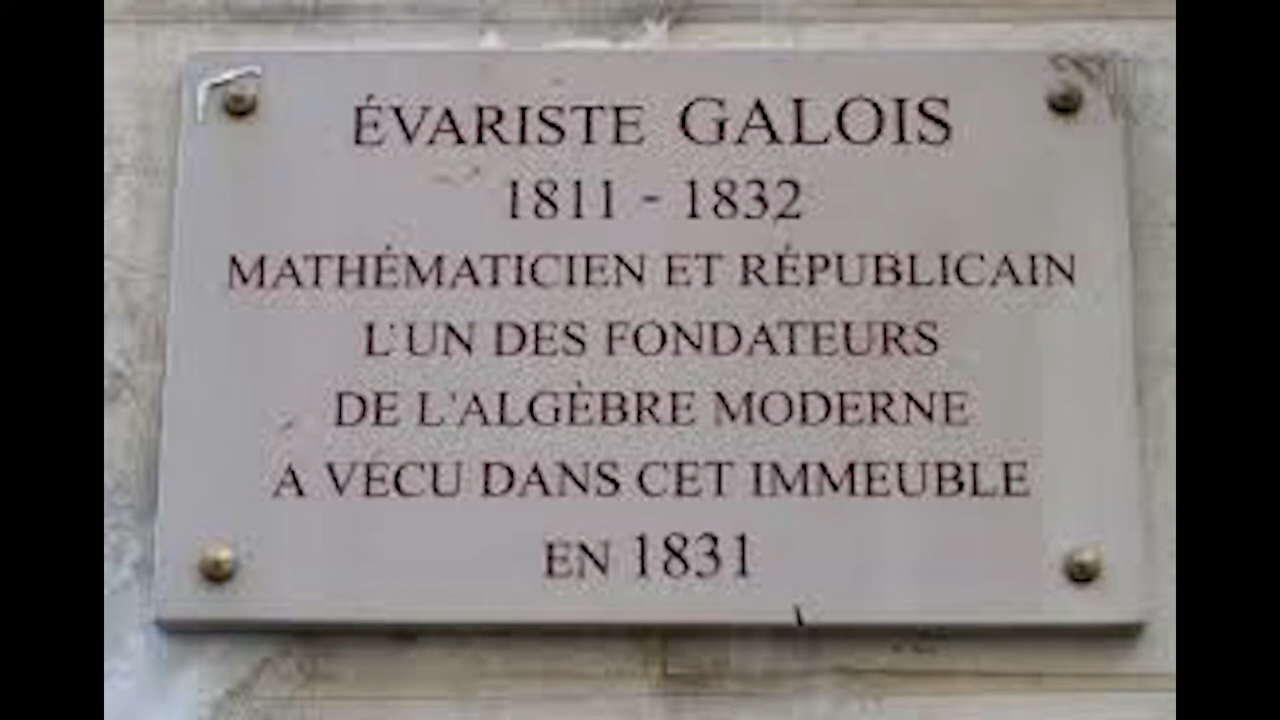 ÉVARISTE GALOIS
1811 - 1832
MATHÉMATICIEN ET RÉPUBLICAIN
L'UN DES FONDATEURS
DE L'ALGÈBRE MODERNE
A VECU DANS CET IMMEUBLE
EN 1831